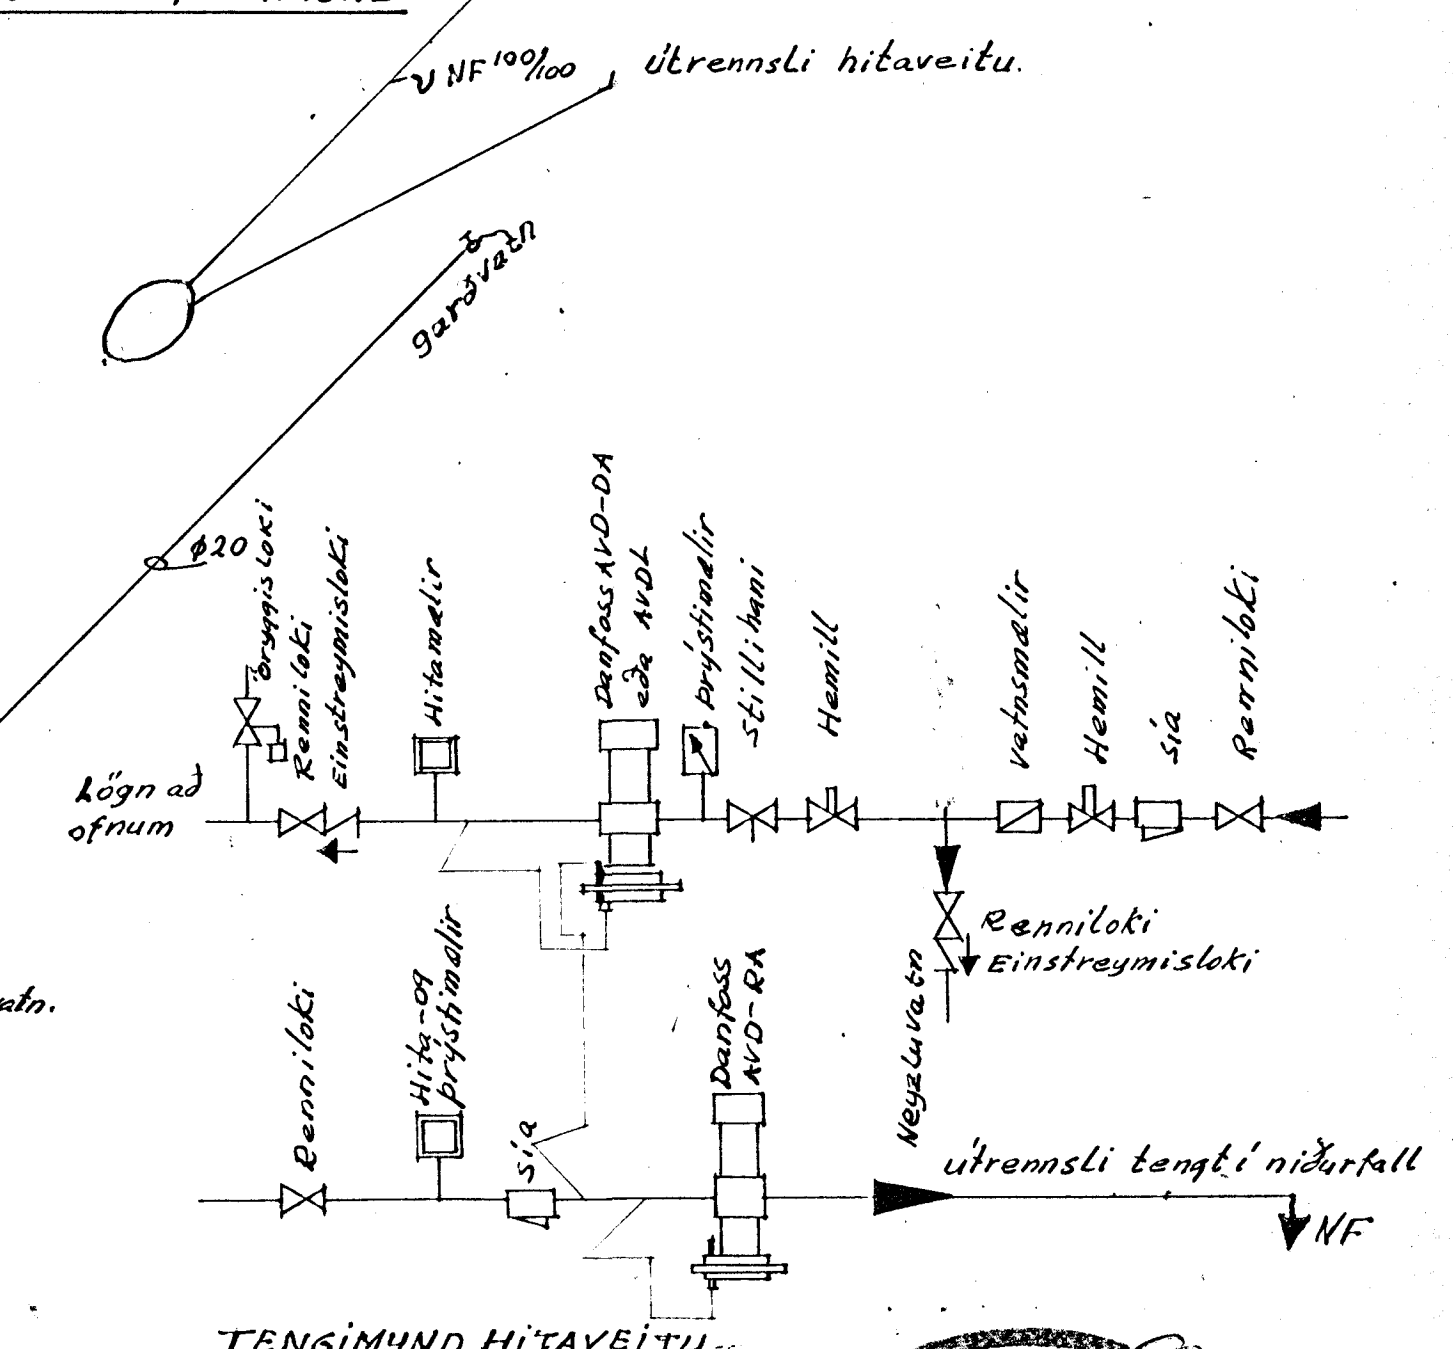 NF 100/100 útrennsli hitaveitu.
garðvatn
ø20
öryggisloki
Renniloki
Einstreymisloki
Hitamælir
Danfoss AVD-DA
eða AVDL
þrýstimælir
stillihani
Hemill
vatnsmælir
Hemill
sía
Renniloki
Lögn að
ofnum
Renniloki
Einstreymisloki
Neyzluvatn
atn.
Renniloki
Hita-og
þrýstimælir
sía
Danfoss
AVD-RA
útrennsli tengt í niðurfall
NF
TENGIMYND HITAVEITU